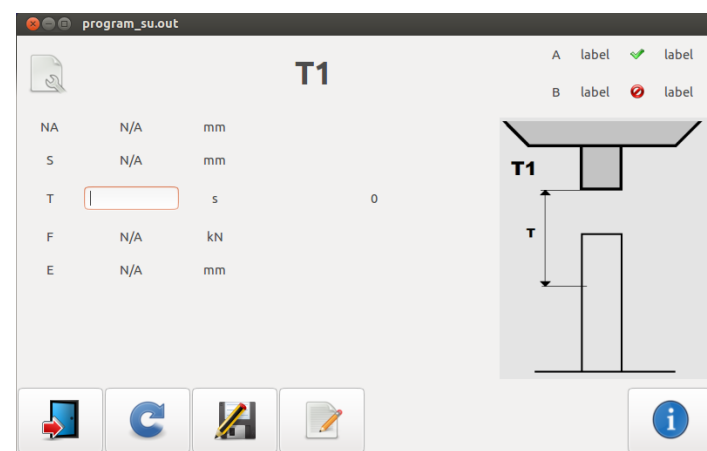 program_su.out
T1
A label label
B label label
NA N/A mm
S N/A mm
T s 0
F N/A kN
E N/A mm
T1
T
i